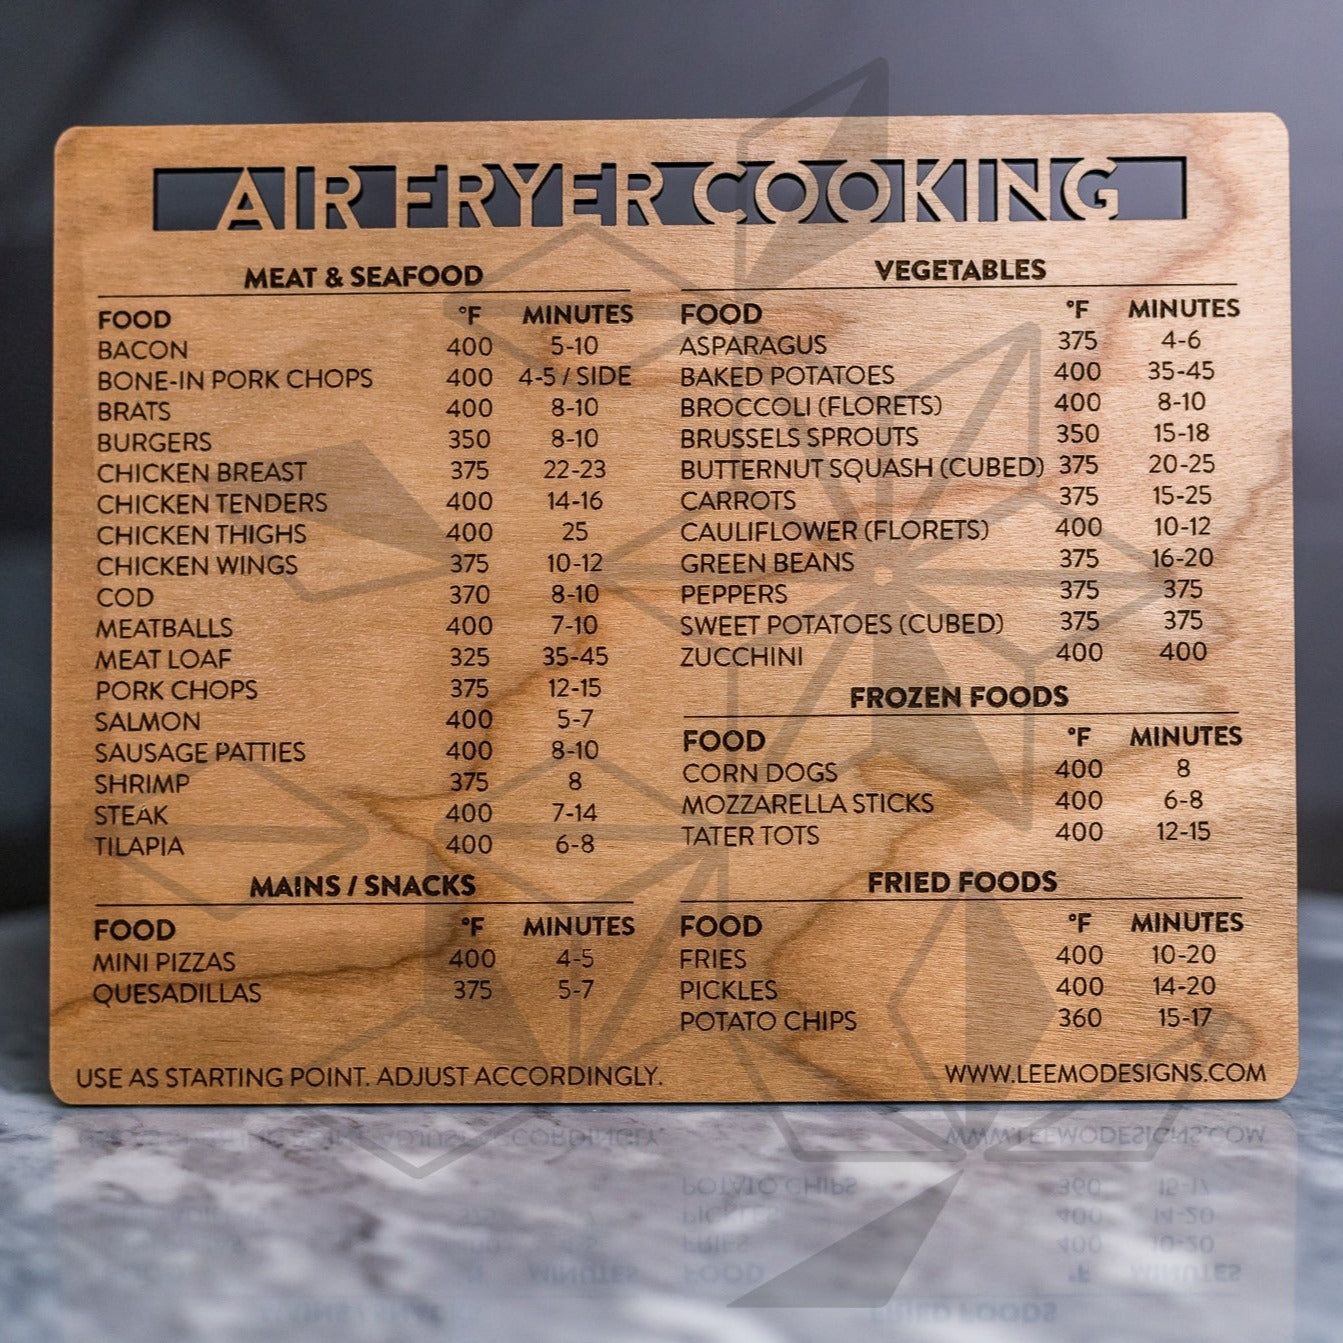 AIR FRYER COOKING
MEAT & SEAFOOD
FOOD °F MINUTES
BACON 400 5-10
BONE-IN PORK CHOPS 400 4-5 / SIDE
BRATS 400 8-10
BURGERS 350 8-10
CHICKEN BREAST 375 22-23
CHICKEN TENDERS 400 14-16
CHICKEN THIGHS 400 25
CHICKEN WINGS 375 10-12
COD 370 8-10
MEATBALLS 400 7-10
MEAT LOAF 325 35-45
PORK CHOPS 375 12-15
SALMON 400 5-7
SAUSAGE PATTIES 400 8-10
SHRIMP 375 8
STEAK 400 7-14
TILAPIA 400 6-8
MAINS / SNACKS
FOOD °F MINUTES
MINI PIZZAS 400 4-5
QUESADILLAS 375 5-7
VEGETABLES
FOOD °F MINUTES
ASPARAGUS 375 4-6
BAKED POTATOES 400 35-45
BROCCOLI (FLORETS) 400 8-10
BRUSSELS SPROUTS 350 15-18
BUTTERNUT SQUASH (CUBED) 375 20-25
CARROTS 375 15-25
CAULIFLOWER (FLORETS) 400 10-12
GREEN BEANS 375 16-20
PEPPERS 375 375
SWEET POTATOES (CUBED) 375 375
ZUCCHINI 400 400
FROZEN FOODS
FOOD °F MINUTES
CORN DOGS 400 8
MOZZARELLA STICKS 400 6-8
TATER TOTS 400 12-15
FRIED FOODS
FOOD °F MINUTES
FRIES 400 10-20
PICKLES 400 14-20
POTATO CHIPS 360 15-17
USE AS STARTING POINT. ADJUST ACCORDINGLY.
WWW.LEEMODESIGNS.COM